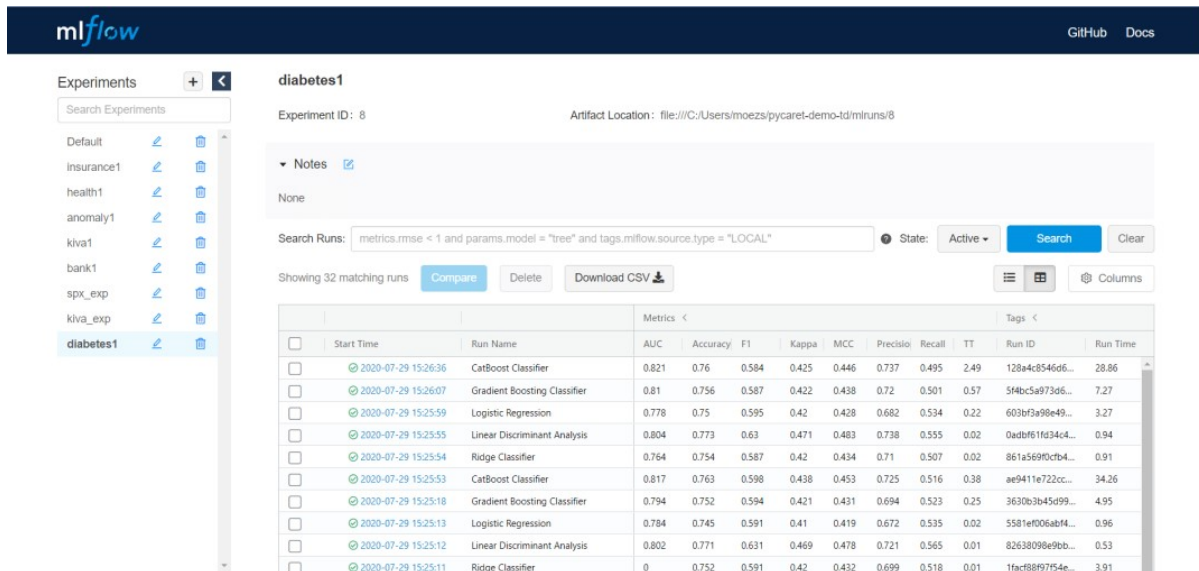 mlflow GitHub Docs
Experiments
Search Experiments
Default
insurance1
health1
anomaly1
kiva1
bank1
spx_exp
kiva_exp
diabetes1
diabetes1
Experiment ID: 8 Artifact Location: file:///C:/Users/moezs/pycaret-demo-td/mlruns/8
Notes
None
Search Runs: metrics.rmse < 1 and params.model = "tree" and tags.mlflow.source.type = "LOCAL" State: Active Search Clear
Showing 32 matching runs Compare Delete Download CSV Columns
Metrics < Tags <
Start Time Run Name AUC Accuracy F1 Kappa MCC Precisio Recall TT Run ID Run Time
2020-07-29 15:26:36 CatBoost Classifier 0.821 0.76 0.584 0.425 0.446 0.737 0.495 2.49 128a4c8546d6... 28.86
2020-07-29 15:26:07 Gradient Boosting Classifier 0.81 0.756 0.587 0.422 0.438 0.72 0.501 0.57 5f4bc5a973d6... 7.27
2020-07-29 15:25:59 Logistic Regression 0.778 0.75 0.595 0.42 0.428 0.682 0.534 0.22 603bf3a98e49... 3.27
2020-07-29 15:25:55 Linear Discriminant Analysis 0.804 0.773 0.63 0.471 0.483 0.738 0.555 0.02 0adbf61fd34c4... 0.94
2020-07-29 15:25:54 Ridge Classifier 0.764 0.754 0.587 0.42 0.434 0.71 0.507 0.02 861a569f0cfb4... 0.91
2020-07-29 15:25:53 CatBoost Classifier 0.817 0.763 0.598 0.438 0.453 0.725 0.516 0.38 ae9411e722cc... 34.26
2020-07-29 15:25:18 Gradient Boosting Classifier 0.794 0.752 0.594 0.421 0.431 0.694 0.523 0.25 3630b3b45d99... 4.95
2020-07-29 15:25:13 Logistic Regression 0.784 0.745 0.591 0.41 0.419 0.672 0.535 0.02 5581ef006abf4... 0.96
2020-07-29 15:25:12 Linear Discriminant Analysis 0.802 0.771 0.631 0.469 0.478 0.721 0.565 0.01 82638098e9bb... 0.53
2020-07-29 15:25:11 Ridge Classifier 0 0.752 0.591 0.42 0.432 0.699 0.518 0.01 1facf88f97f54e... 3.91